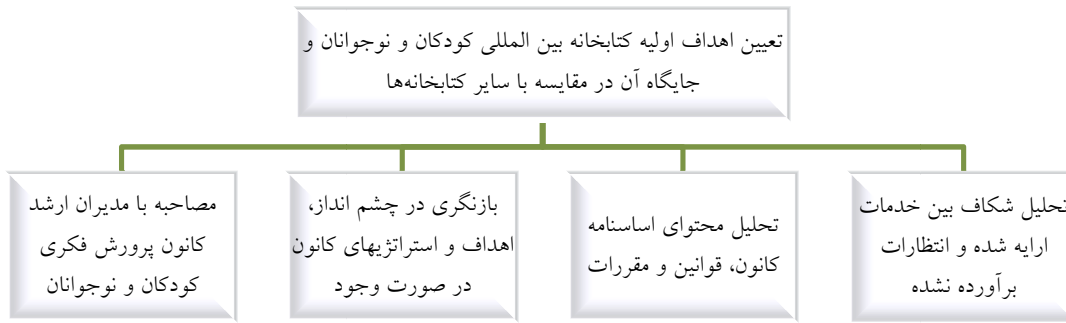 تعیین اهداف اولیه کتابخانه بین المللی کودکان و نوجوانان و
جایگاه آن در مقایسه با سایر کتابخانه‌ها
تحلیل شکاف بین خدمات
ارایه شده و انتظارات
برآورده نشده
تحلیل محتوای اساسنامه
کانون، قوانین و مقررات
بازنگری در چشم انداز،
اهداف و استراتژیهای کانون
در صورت وجود
مصاحبه با مدیران ارشد
کانون پرورش فکری
کودکان و نوجوانان